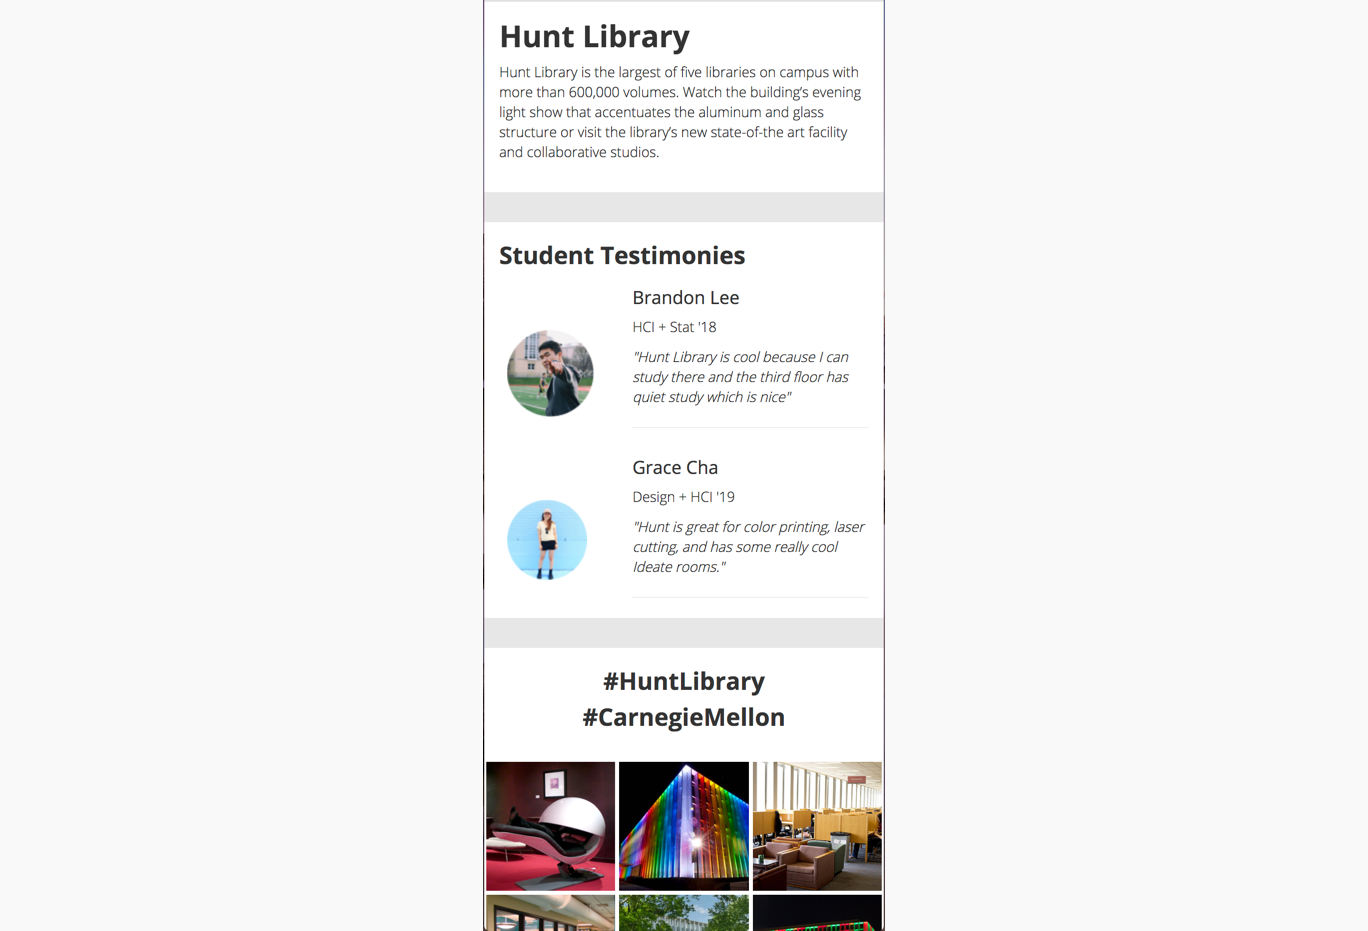 Hunt Library
Hunt Library is the largest of five libraries on campus with
more than 600,000 volumes. Watch the building’s evening
light show that accentuates the aluminum and glass
structure or visit the library’s new state-of-the art facility
and collaborative studios.
Student Testimonies
Brandon Lee
HCI + Stat '18
"Hunt Library is cool because I can
study there and the third floor has
quiet study which is nice"
Grace Cha
Design + HCI '19
"Hunt is great for color printing, laser
cutting, and has some really cool
Ideate rooms."
#HuntLibrary
#CarnegieMellon